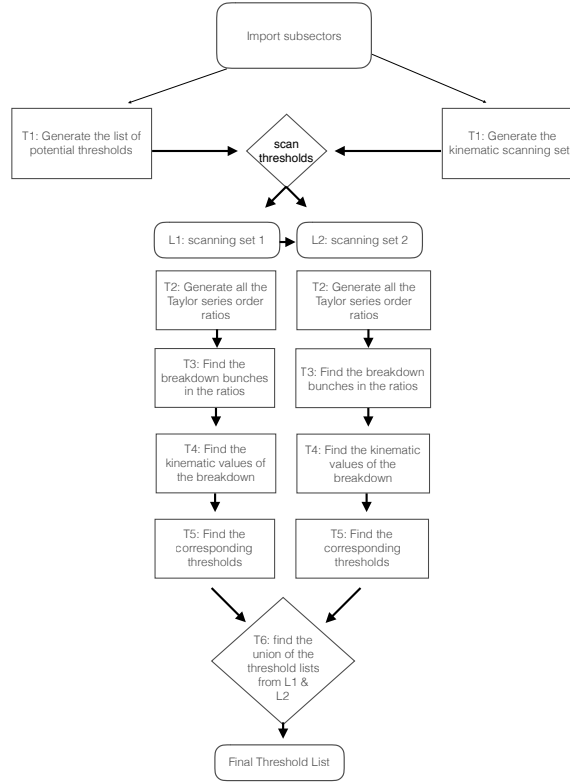 Import subsectors
T1: Generate the list of
potential thresholds
scan
thresholds
T1: Generate the
kinematic scanning set
L1: scanning set 1
L2: scanning set 2
T2: Generate all the
Taylor series order
ratios
T2: Generate all the
Taylor series order
ratios
T3: Find the
breakdown bunches
in the ratios
T3: Find the breakdown
bunches in the ratios
T4: Find the
kinematic values of
the breakdown
T4: Find the kinematic
values of the
breakdown
T5: Find the
corresponding
thresholds
T5: Find the
corresponding
thresholds
T6: find the
union of the
threshold lists
from L1 &
L2
Final Threshold List